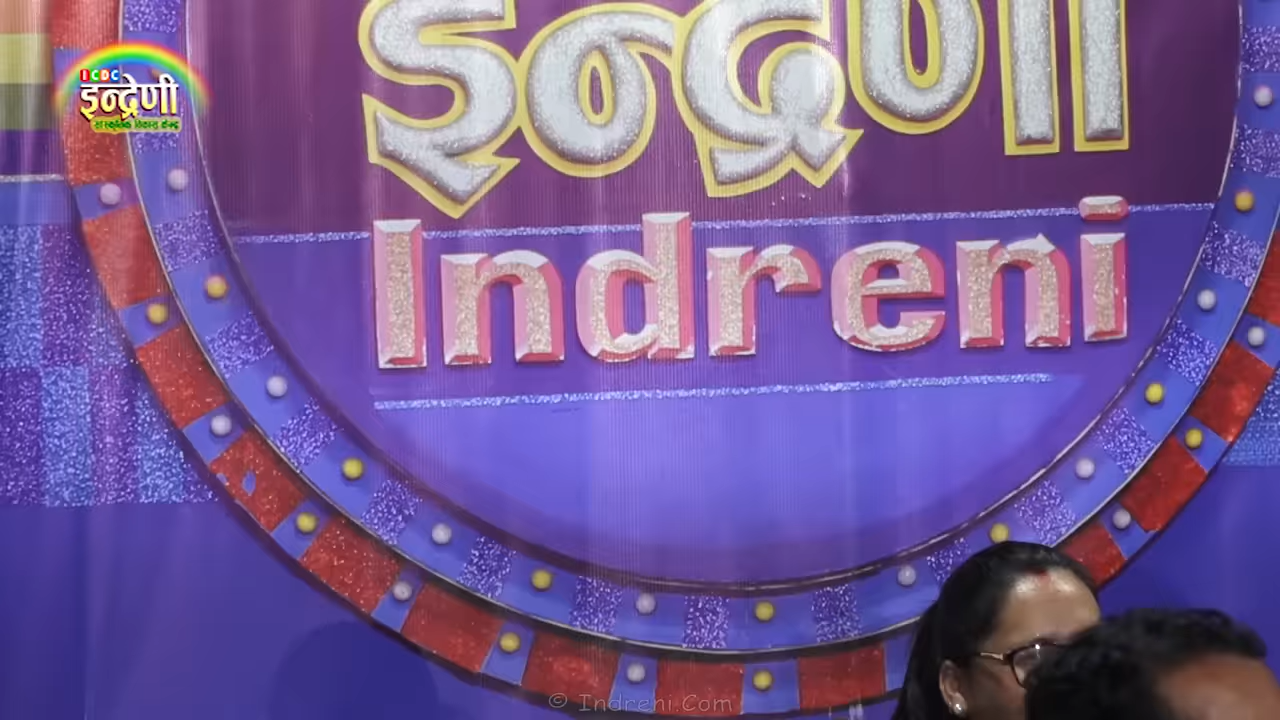 ICDC
इन्द्रेणी
सांस्कृतिक विकास केन्द्र
इन्द्रेणी
Indreni
© Indreni.Com